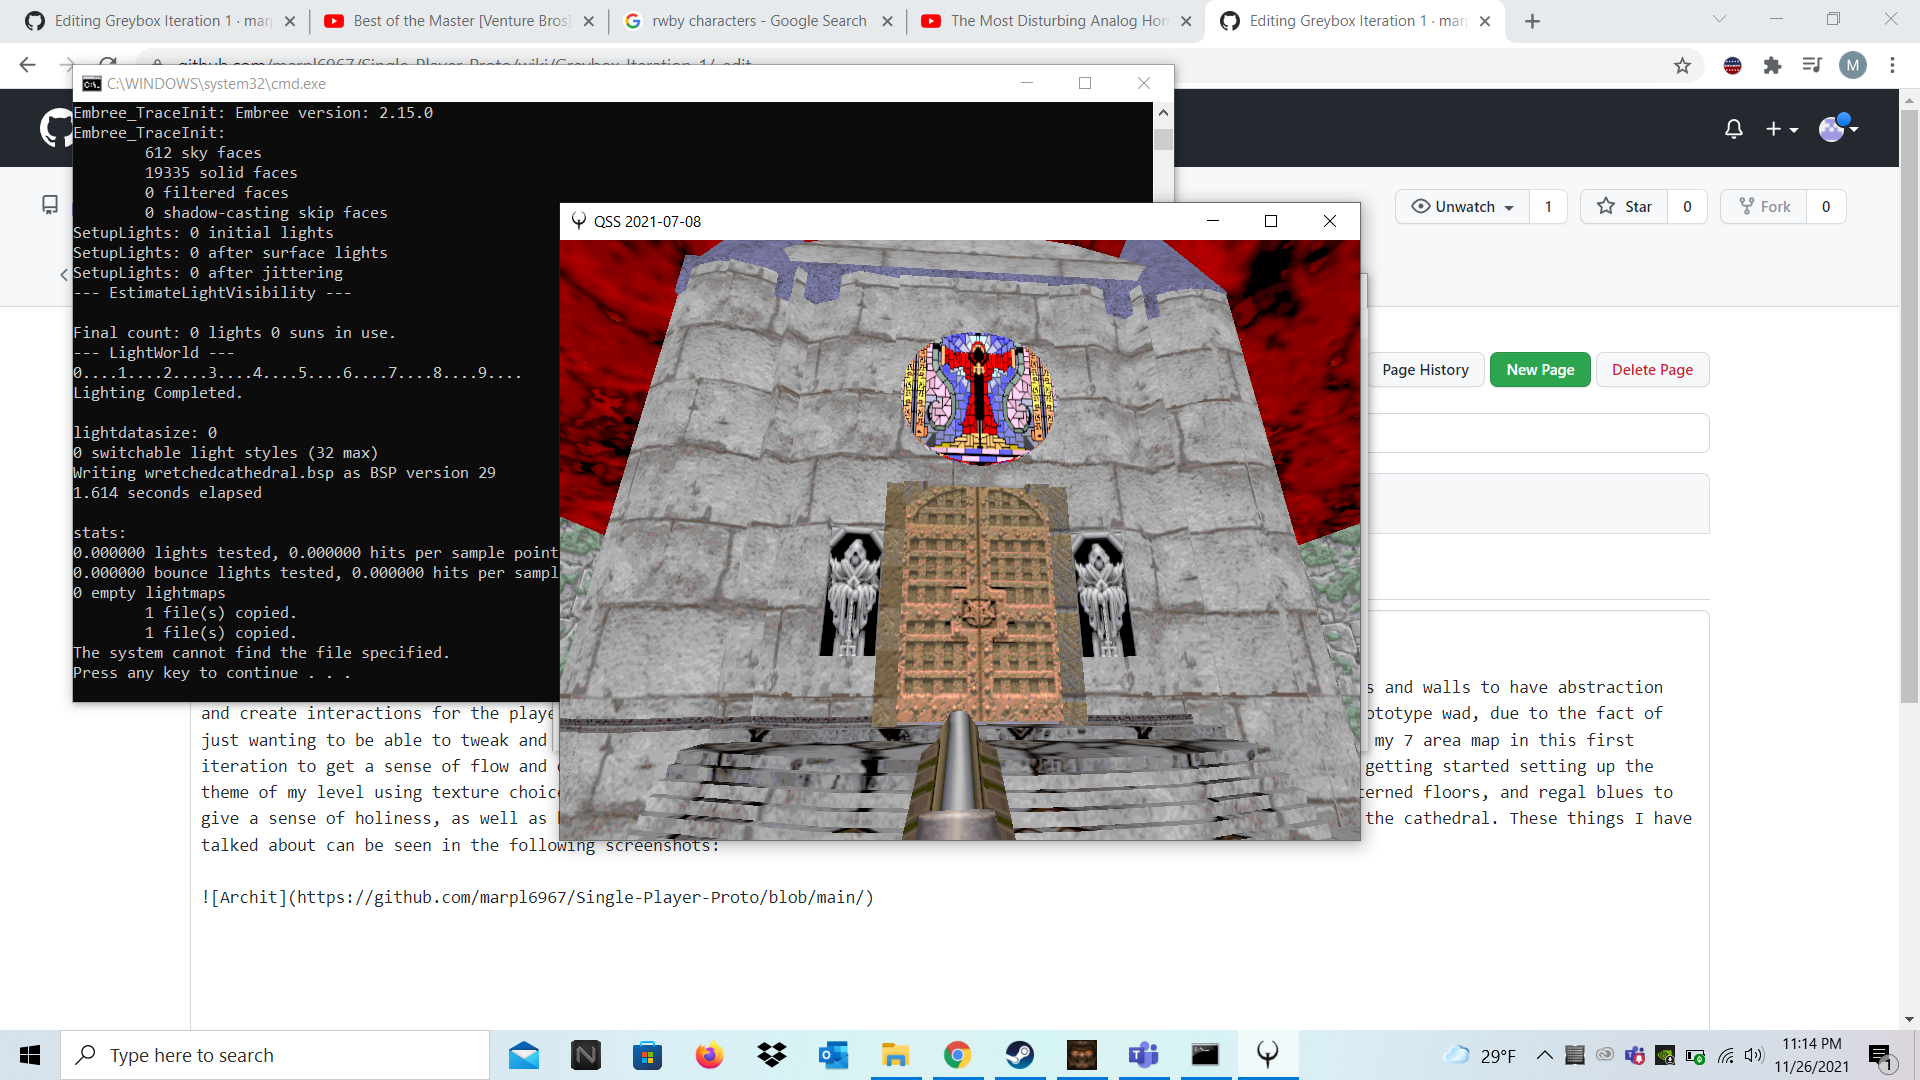 Editing Greybox Iteration 1 · mar
Best of the Master [Venture Bros]
rwby characters - Google Search
The Most Disturbing Analog Hor
Editing Greybox Iteration 1 · mar
github.com/marpl6967/Single-Player-Proto/wiki/Greybox-Iteration-1/_edit
M
C:\WINDOWS\system32\cmd.exe
Embree_TraceInit: Embree version: 2.15.0
Embree_TraceInit:
612 sky faces
19335 solid faces
0 filtered faces
0 shadow-casting skip faces
SetupLights: 0 initial lights
SetupLights: 0 after surface lights
SetupLights: 0 after jittering
--- EstimateLightVisibility ---
Final count: 0 lights 0 suns in use.
--- LightWorld ---
0....1....2....3....4....5....6....7....8....9....
Lighting Completed.
lightdatasize: 0
0 switchable light styles (32 max)
Writing wretchedcathedral.bsp as BSP version 29
1.614 seconds elapsed
stats:
0.000000 lights tested, 0.000000 hits per sample point
0.000000 bounce lights tested, 0.000000 hits per sampl
0 empty lightmaps
1 file(s) copied.
1 file(s) copied.
The system cannot find the file specified.
Press any key to continue . . .
QSS 2021-07-08
Unwatch 1
Star 0
Fork 0
Page History
New Page
Delete Page
s and walls to have abstraction
and create interactions for the playe ototype wad, due to the fact of
just wanting to be able to tweak and my 7 area map in this first
iteration to get a sense of flow and getting started setting up the
theme of my level using texture choic terned floors, and regal blues to
give a sense of holiness, as well as the cathedral. These things I have
talked about can be seen in the following screenshots:
![Archit](https://github.com/marpl6967/Single-Player-Proto/blob/main/)
Type here to search
29°F
11:14 PM
11/26/2021
1